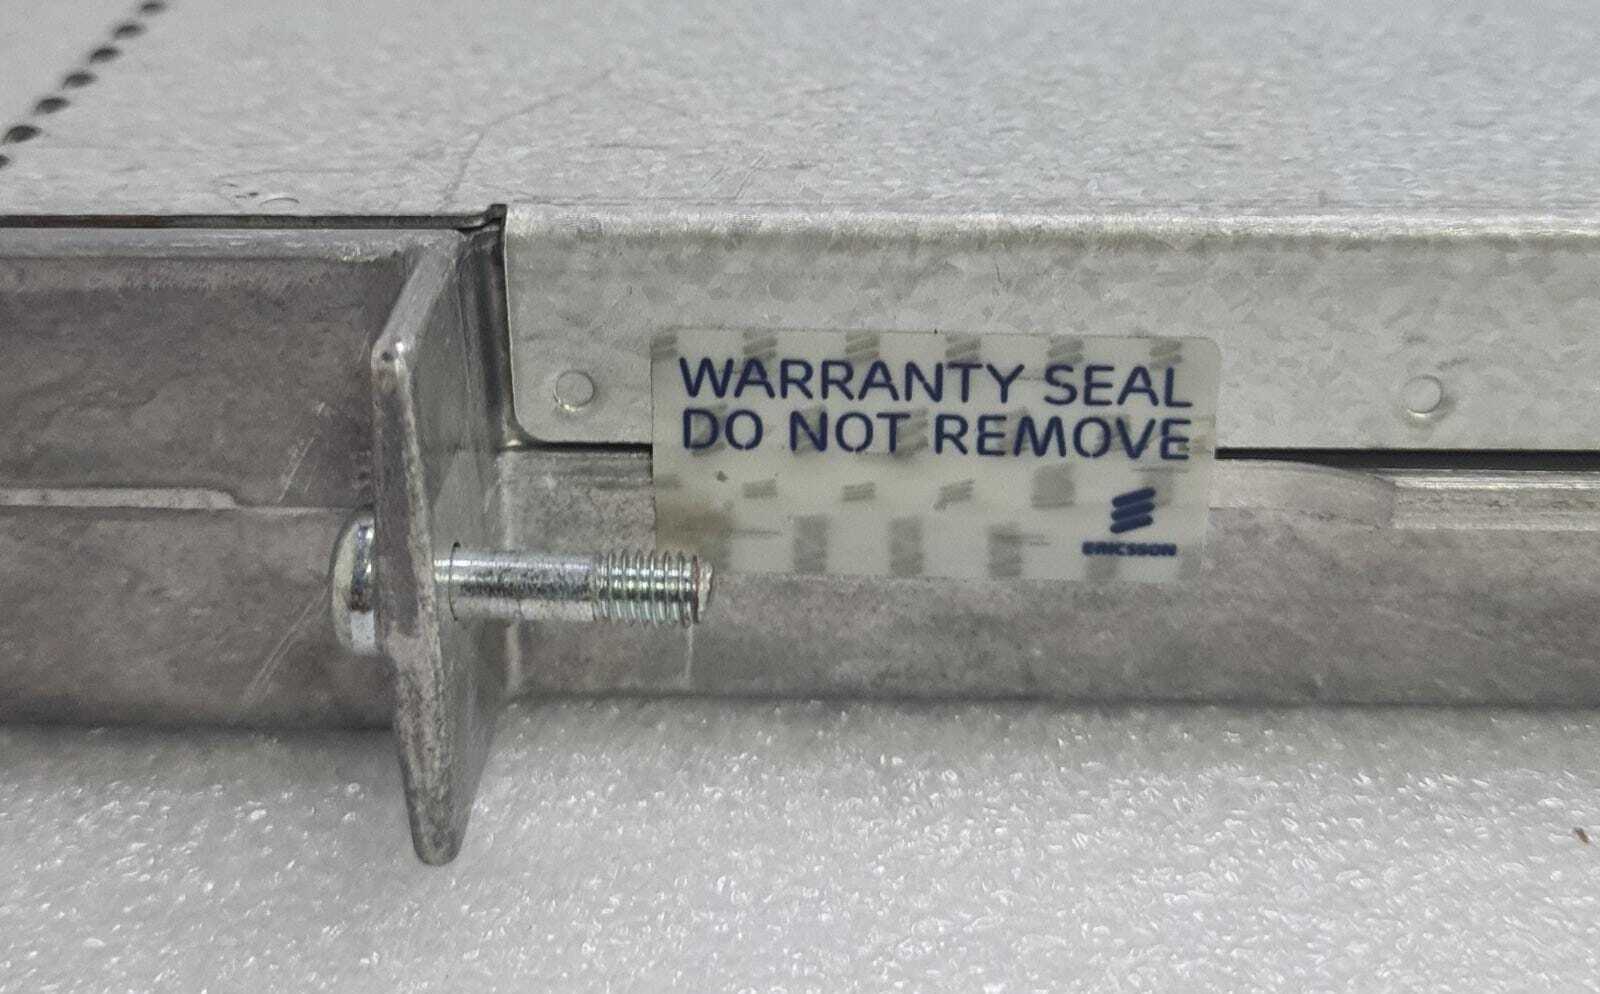 WARRANTY SEAL
DO NOT REMOVE
ERICSSON